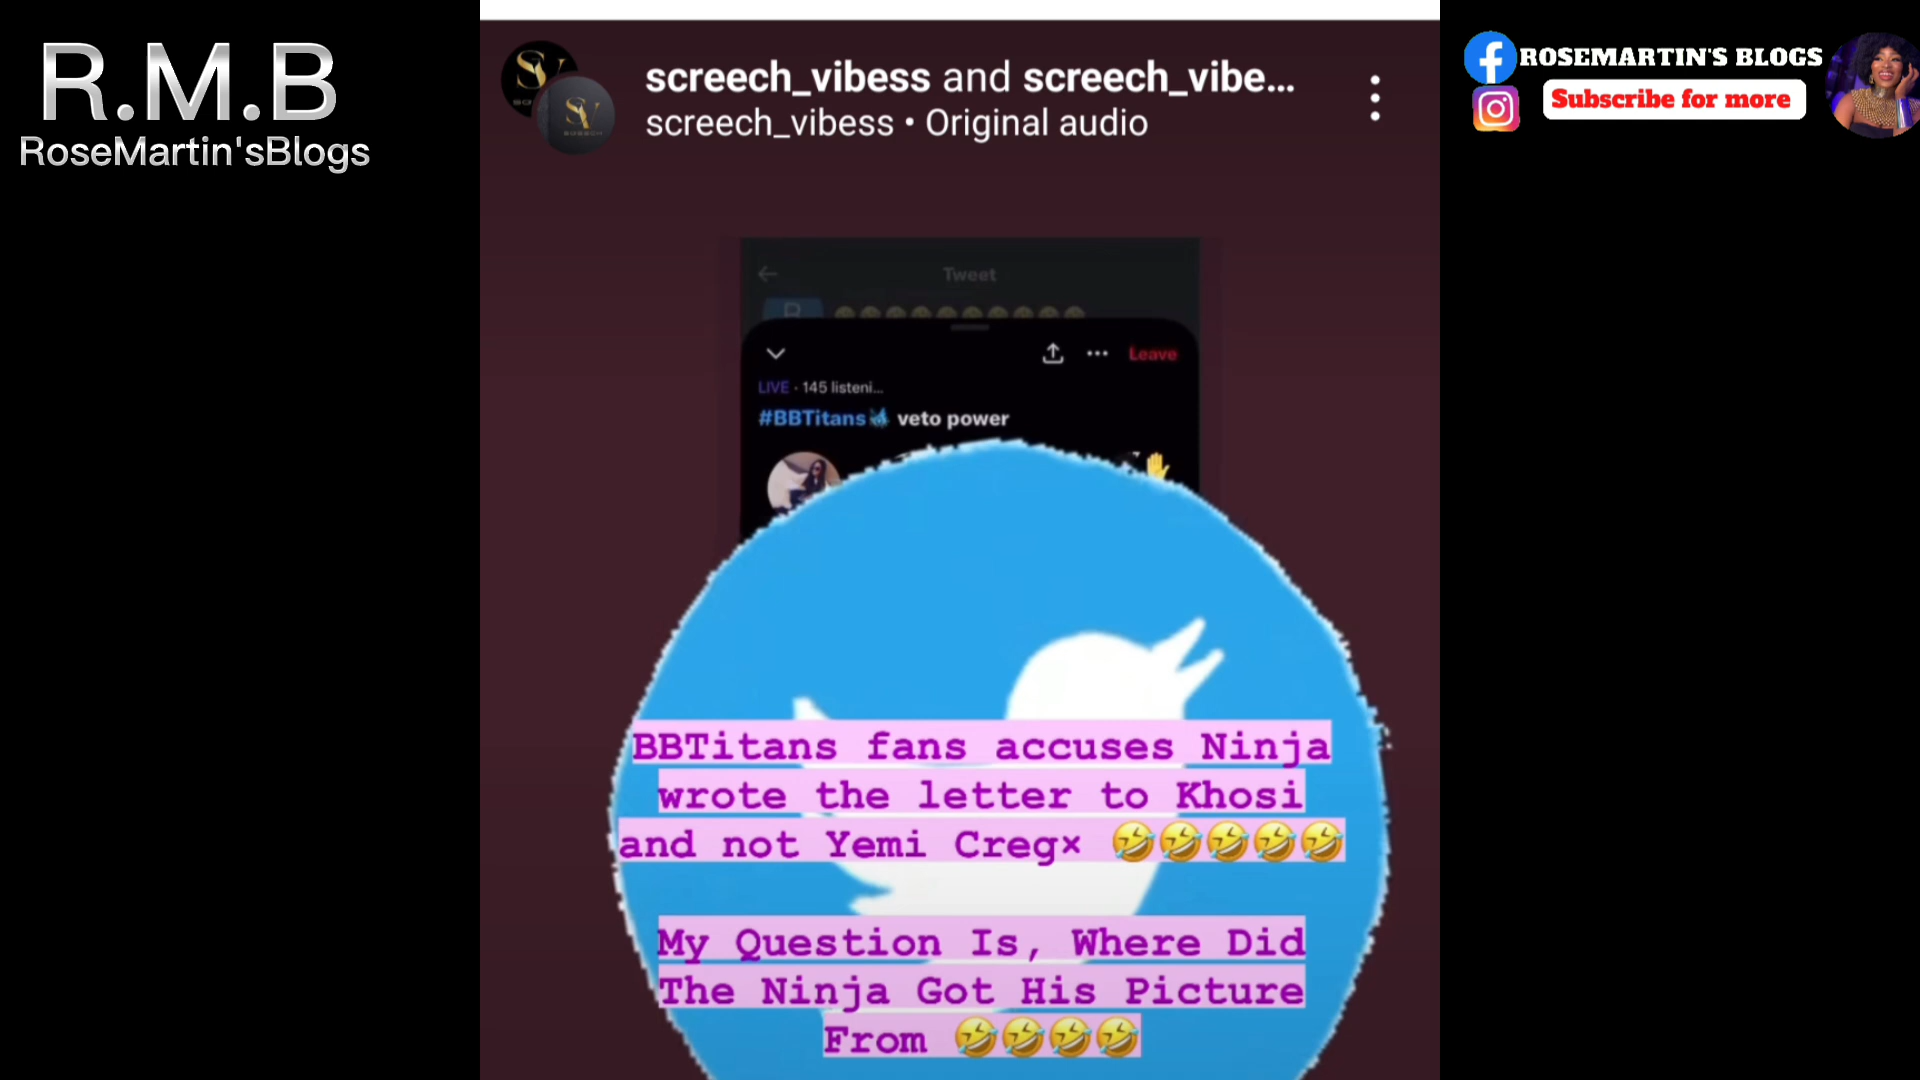 R.M.B
RoseMartin'sBlogs
screech_vibess and screech_vibe...
screech_vibess • Original audio
ROSEMARTIN'S BLOGS
Subscribe for more
Tweet
Leave
LIVE · 145 listeni...
#BBTitans veto power
BBTitans fans accuses Ninja
wrote the letter to Khosi
and not Yemi Creg× 🤣🤣🤣🤣🤣
My Question Is, Where Did
The Ninja Got His Picture
From 🤣🤣🤣🤣